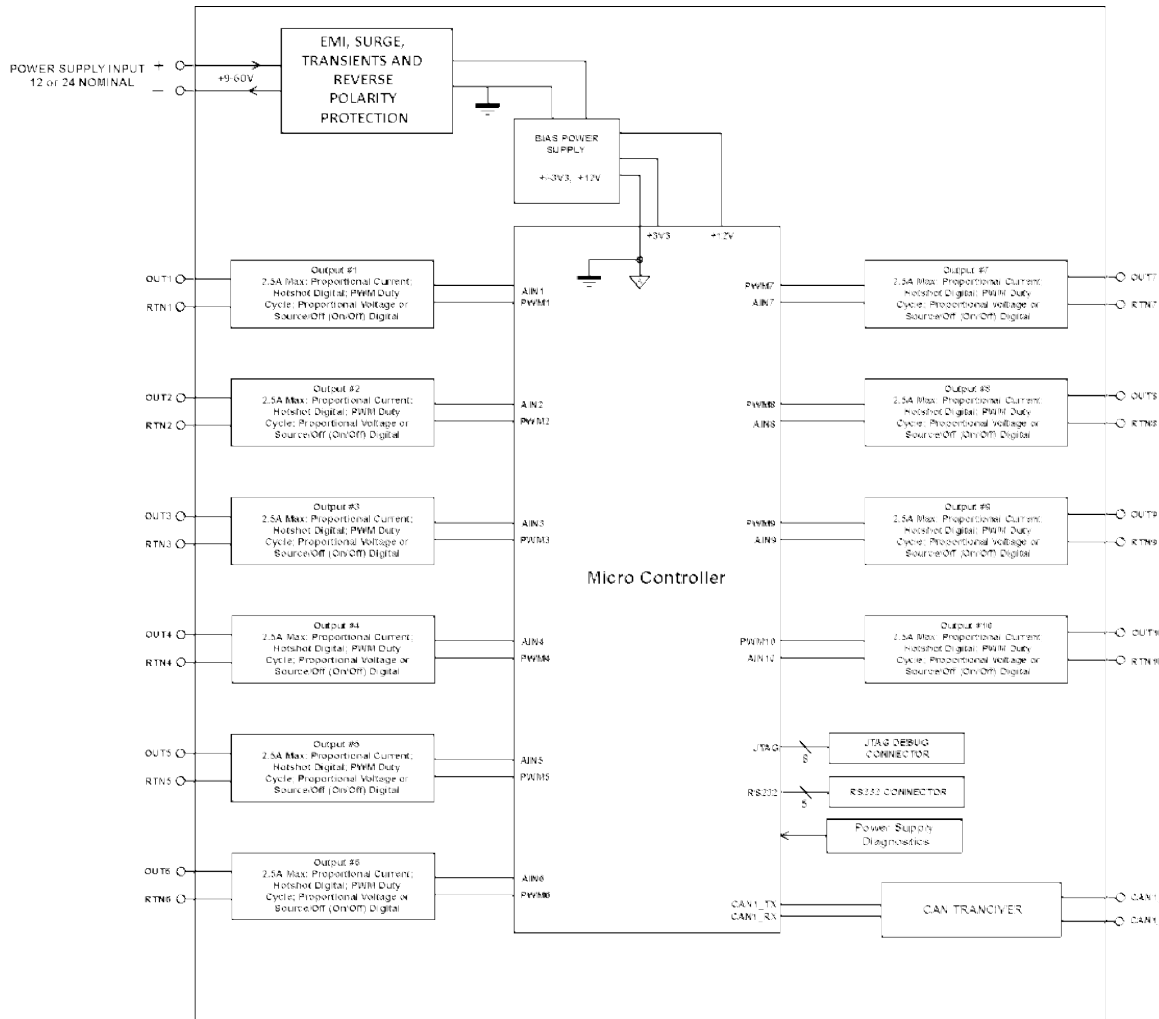 EMI, SURGE,
TRANSIENTS AND
REVERSE
POLARITY
PROTECTION
POWER SUPPLY INPUT
12 or 24 NOMINAL
+
−
+9-60V
BIAS POWER
SUPPLY
+3V3
+12V
OUT1
RTN1
Output #1
2.5A Max: Proportional Current;
Hotshot Digital; PWM Duty
Cycle; Proportional Voltage or
Source/Off (On/Off) Digital
AIN1
PWM1
PWM7
AIN7
Output #7
2.5A Max: Proportional Current;
Hotshot Digital; PWM Duty
Cycle; Proportional Voltage or
Source/Off (On/Off) Digital
OUT7
RTN7
OUT2
RTN2
Output #2
2.5A Max: Proportional Current;
Hotshot Digital; PWM Duty
Cycle; Proportional Voltage or
Source/Off (On/Off) Digital
AIN2
PWM2
PWM8
AIN8
Output #8
2.5A Max: Proportional Current;
Hotshot Digital; PWM Duty
Cycle; Proportional Voltage or
Source/Off (On/Off) Digital
OUT8
RTN8
OUT3
RTN3
Output #3
2.5A Max: Proportional Current;
Hotshot Digital; PWM Duty
Cycle; Proportional Voltage or
Source/Off (On/Off) Digital
AIN3
PWM3
PWM9
AIN9
Output #9
2.5A Max: Proportional Current;
Hotshot Digital; PWM Duty
Cycle; Proportional Voltage or
Source/Off (On/Off) Digital
OUT9
RTN9
Micro Controller
OUT4
RTN4
Output #4
2.5A Max: Proportional Current;
Hotshot Digital; PWM Duty
Cycle; Proportional Voltage or
Source/Off (On/Off) Digital
AIN4
PWM4
PWM10
AIN10
Output #10
2.5A Max: Proportional Current;
Hotshot Digital; PWM Duty
Cycle; Proportional Voltage or
Source/Off (On/Off) Digital
OUT5
RTN5
Output #5
2.5A Max: Proportional Current;
Hotshot Digital; PWM Duty
Cycle; Proportional Voltage or
Source/Off (On/Off) Digital
AIN5
PWM5
JTAG
8
JTAG DEBUG
CONNECTOR
RS232
5
RS232 CONNECTOR
Power Supply
Diagnostics
OUT6
RTN6
Output #6
2.5A Max: Proportional Current;
Hotshot Digital; PWM Duty
Cycle; Proportional Voltage or
Source/Off (On/Off) Digital
AIN6
PWM6
CAN1_TX
CAN1_RX
CAN TRANCIVER
CAN1
CAN1_